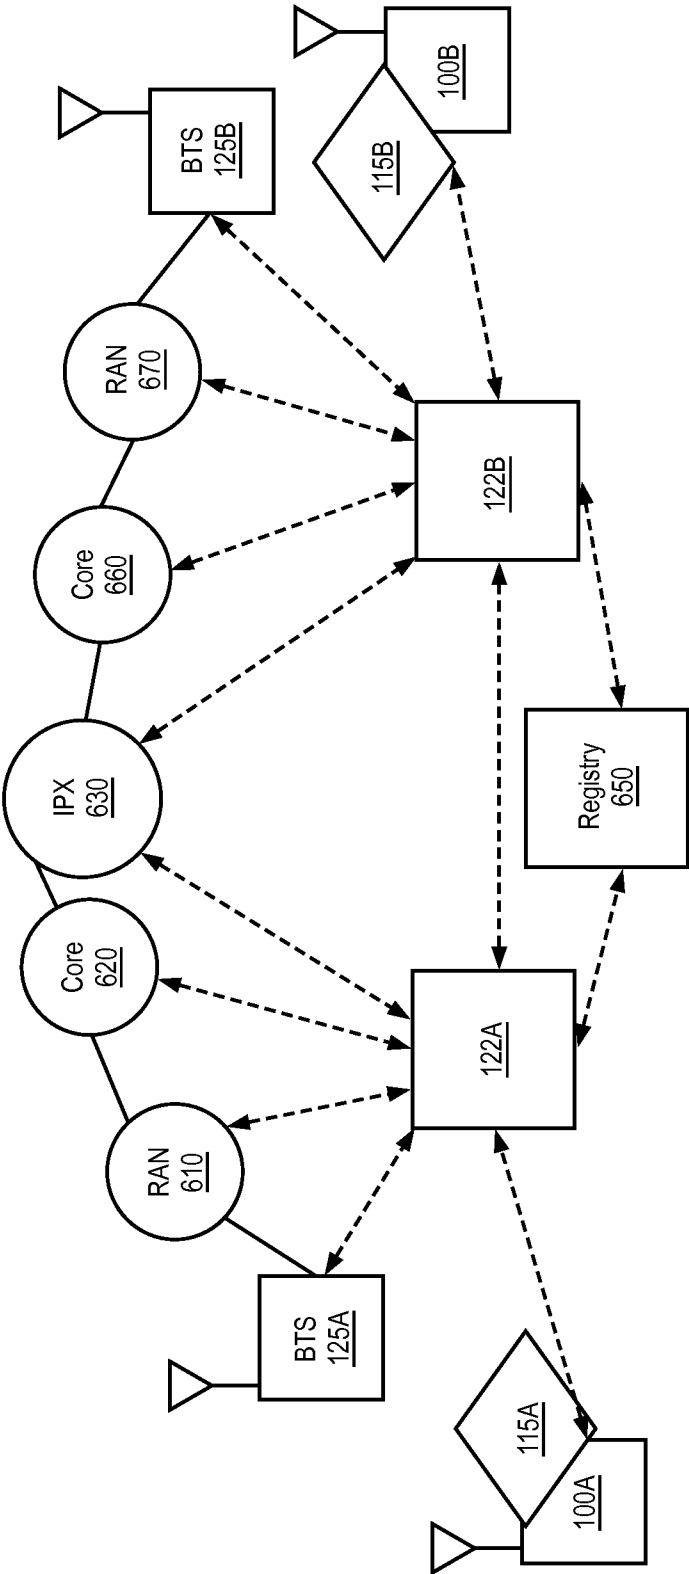 BTS
125A
RAN
610
Core
620
IPX
630
Core
660
RAN
670
BTS
125B
115A
100A
122A
122B
115B
100B
Registry
650